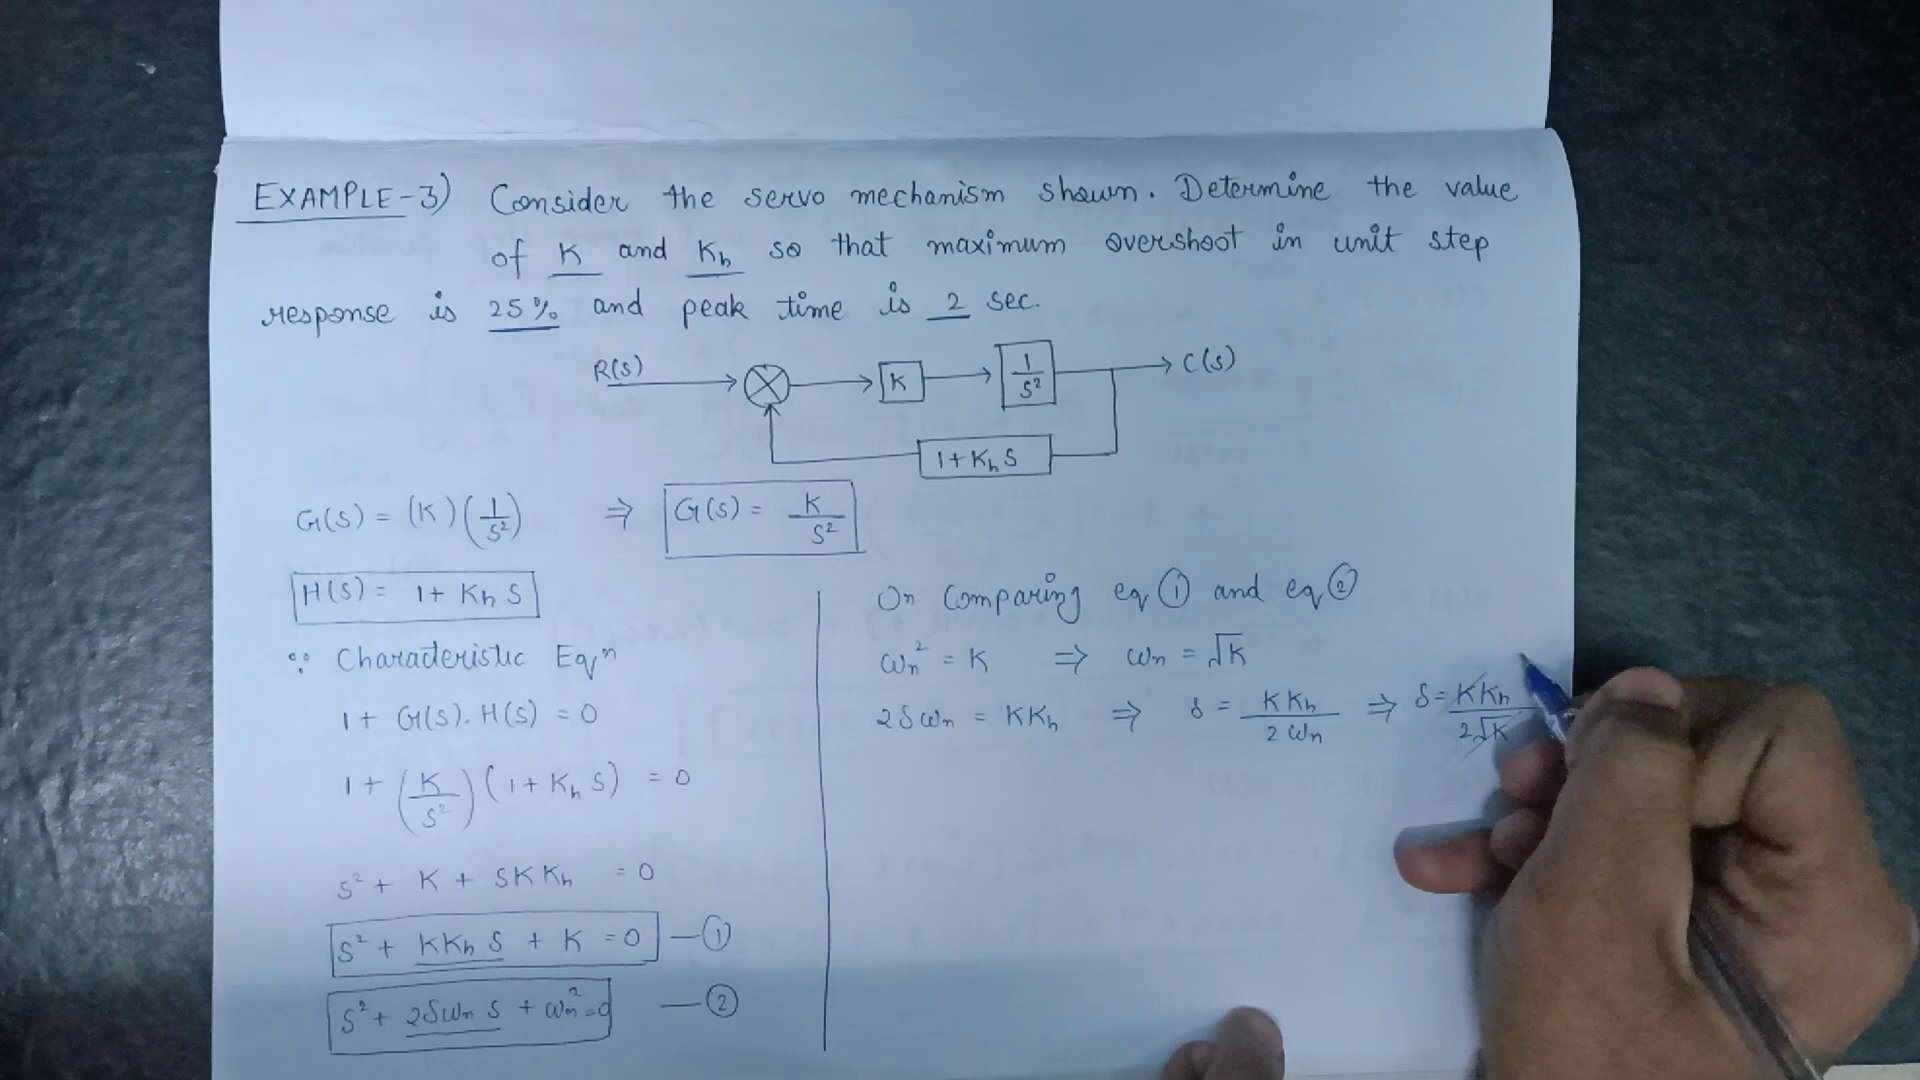 EXAMPLE-3) Consider the servo mechanism shown. Determine the value
of K and Kh so that maximum overshoot in unit step
response is 25% and peak time is 2 sec.
R(s) K 1/s² C(s)
1+KhS
G(s) = (K)(1/s²) ⇒ G(s) = K/s²
H(s) = 1+ Kh S
∵ Characteristic Eqⁿ
1 + G(s). H(s) = 0
1 + (K/s²)(1+Kh S) = 0
s² + K + SKKh = 0
s² + KKh S + K = 0 —①
s² + 2δωn s + ωn² = 0 —②
On Comparing eq ① and eq ②
ωn² = K ⇒ ωn = √K
2δωn = KKh ⇒ δ = KKh/2ωn ⇒ δ = KKh/2√K